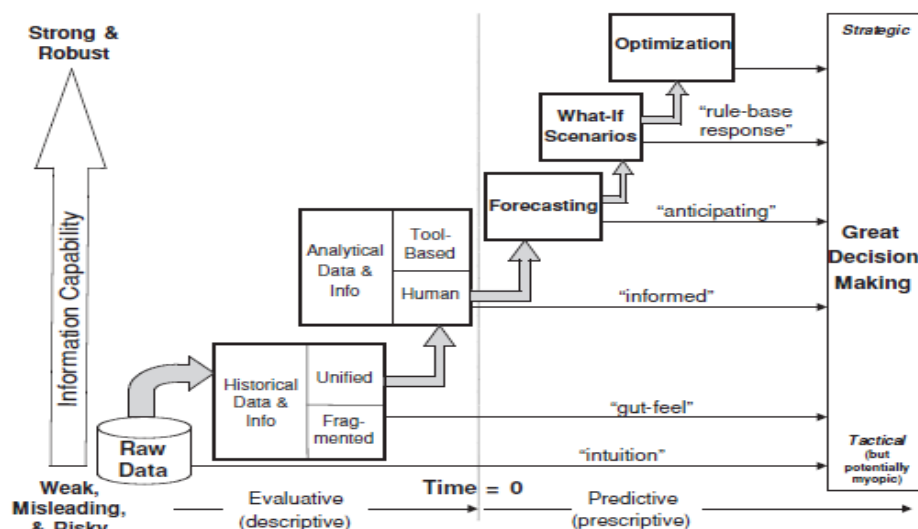 Strong &
Robust
Information Capability
Weak,
Misleading,
& Risky
Raw
Data
Historical
Data &
Info
Unified
Frag-
mented
Analytical
Data &
Info
Tool-
Based
Human
Forecasting
What-If
Scenarios
Optimization
"rule-base
response"
"anticipating"
"informed"
"gut-feel"
"intuition"
Strategic
Great
Decision
Making
Tactical
(but
potentially
myopic)
Time = 0
Evaluative
(descriptive)
Predictive
(prescriptive)